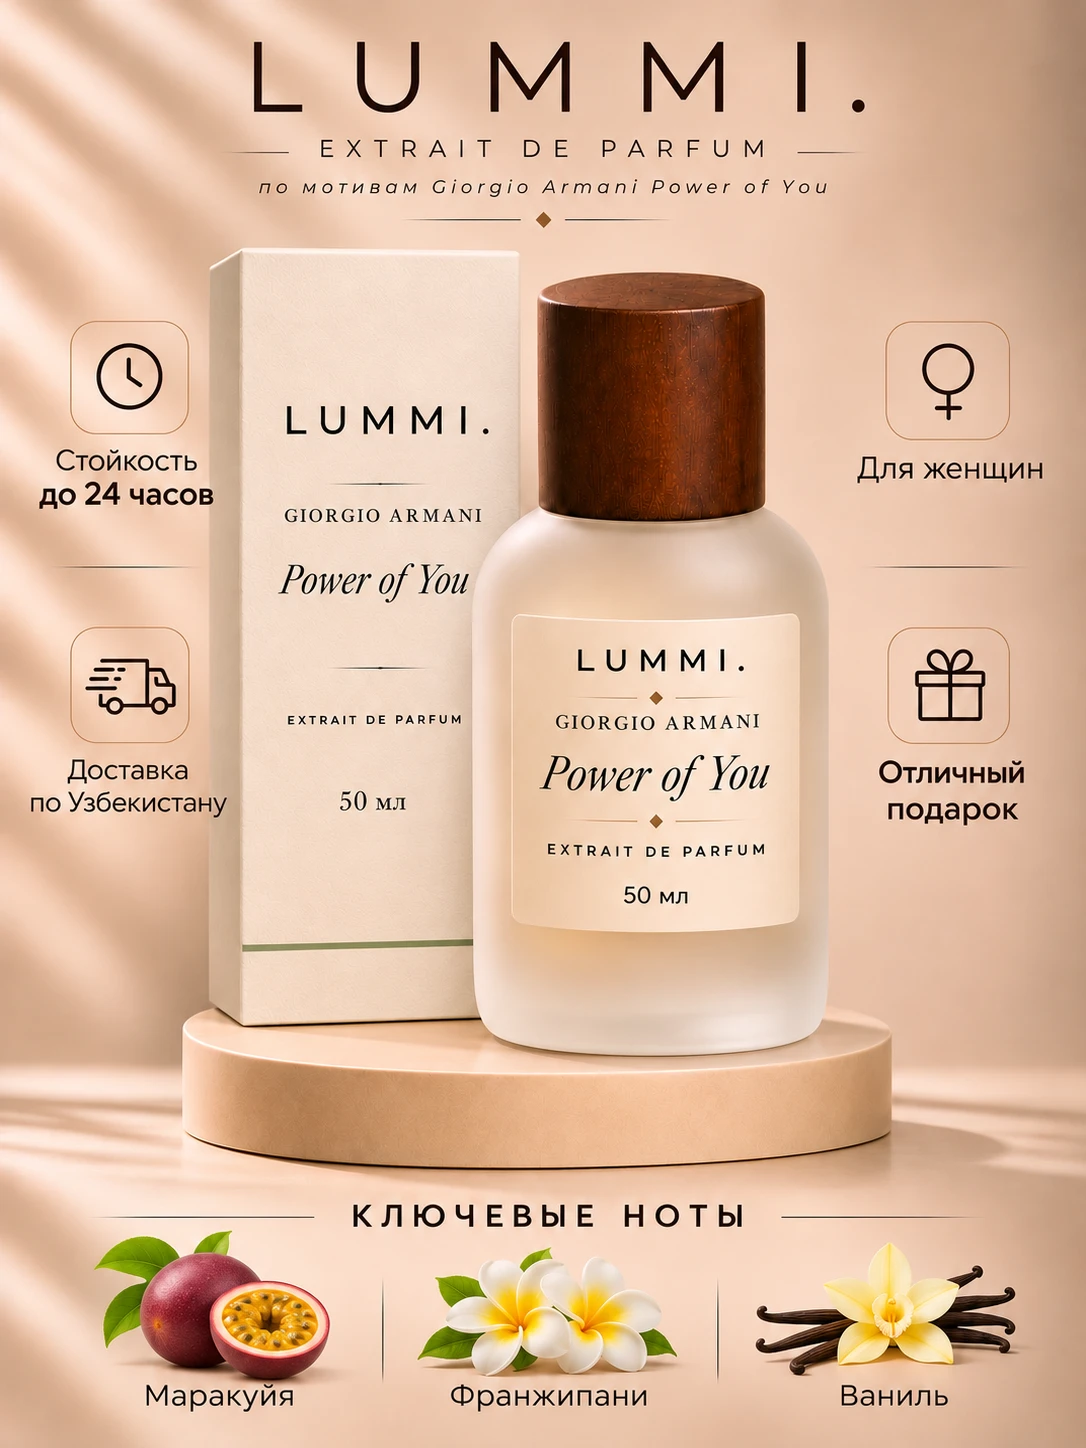 LUMMI.
EXTRAIT DE PARFUM
по мотивам Giorgio Armani Power of You
Стойкость
до 24 часов
Доставка
по Узбекистану
LUMMI.
GIORGIO ARMANI
Power of You
EXTRAIT DE PARFUM
50 мл
LUMMI.
GIORGIO ARMANI
Power of You
EXTRAIT DE PARFUM
50 мл
Для женщин
Отличный
подарок
КЛЮЧЕВЫЕ НОТЫ
Маракуйя
Франжипани
Ваниль